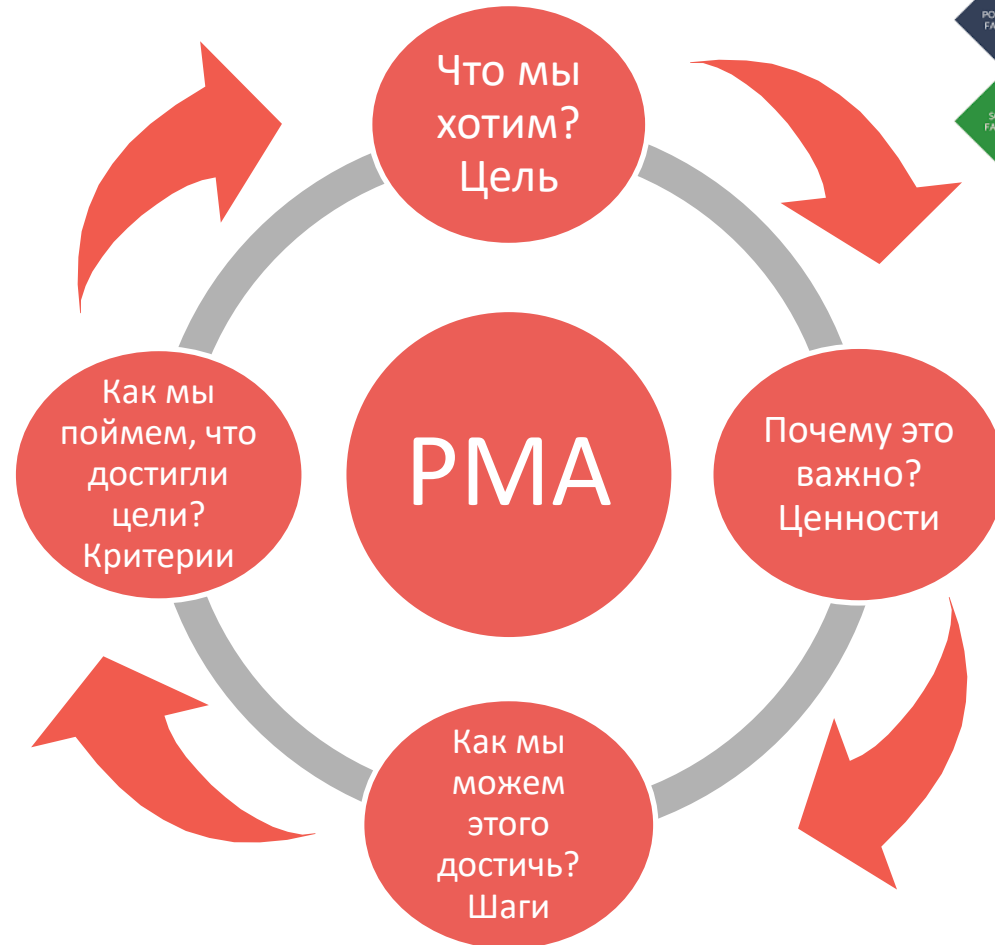 Что мы
хотим?
Цель
Почему это
важно?
Ценности
Как мы
можем
этого
достичь?
Шаги
Как мы
поймем, что
достигли
цели?
Критерии
PMA